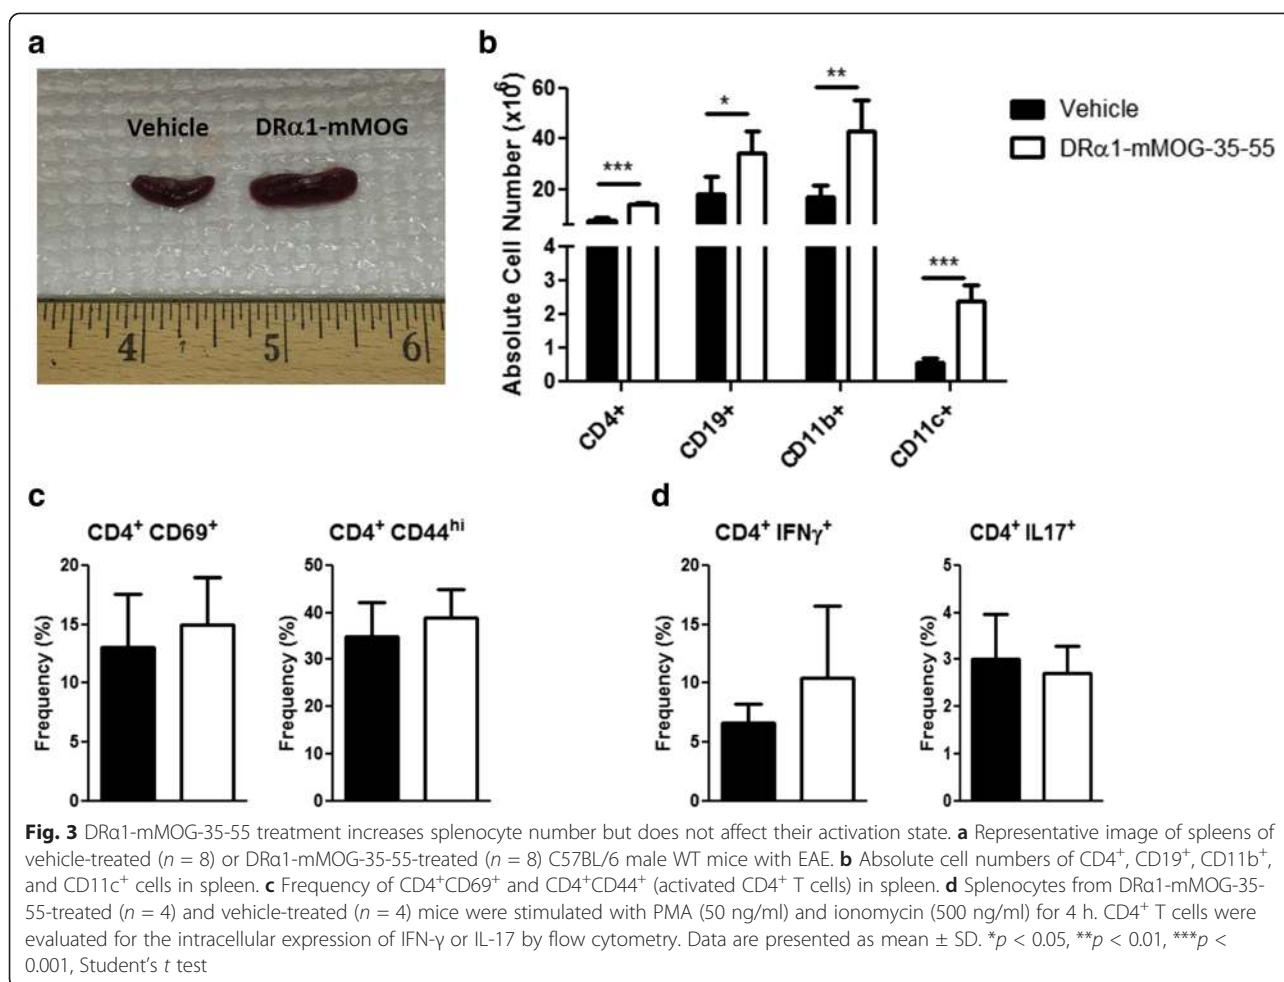 a
Vehicle DRα1-mMOG
4 5 6
b
Absolute Cell Number (x10⁶)
60
40
20
4
3
2
1
0
***
*
**
***
CD4+
CD19+
CD11b+
CD11c+
Vehicle
DRα1-mMOG-35-55
c
CD4⁺ CD69⁺
Frequency (%)
20
15
10
5
0
CD4⁺ CD44ʰⁱ
Frequency (%)
50
40
30
20
10
0
d
CD4⁺ IFNγ⁺
Frequency (%)
20
15
10
5
0
CD4⁺ IL17⁺
Frequency (%)
5
4
3
2
1
0
Fig. 3 DRα1-mMOG-35-55 treatment increases splenocyte number but does not affect their activation state. a Representative image of spleens of
vehicle-treated (n = 8) or DRα1-mMOG-35-55-treated (n = 8) C57BL/6 male WT mice with EAE. b Absolute cell numbers of CD4⁺, CD19⁺, CD11b⁺,
and CD11c⁺ cells in spleen. c Frequency of CD4⁺CD69⁺ and CD4⁺CD44⁺ (activated CD4⁺ T cells) in spleen. d Splenocytes from DRα1-mMOG-35-
55-treated (n = 4) and vehicle-treated (n = 4) mice were stimulated with PMA (50 ng/ml) and ionomycin (500 ng/ml) for 4 h. CD4⁺ T cells were
evaluated for the intracellular expression of IFN-γ or IL-17 by flow cytometry. Data are presented as mean ± SD. *p < 0.05, **p < 0.01, ***p <
0.001, Student's t test